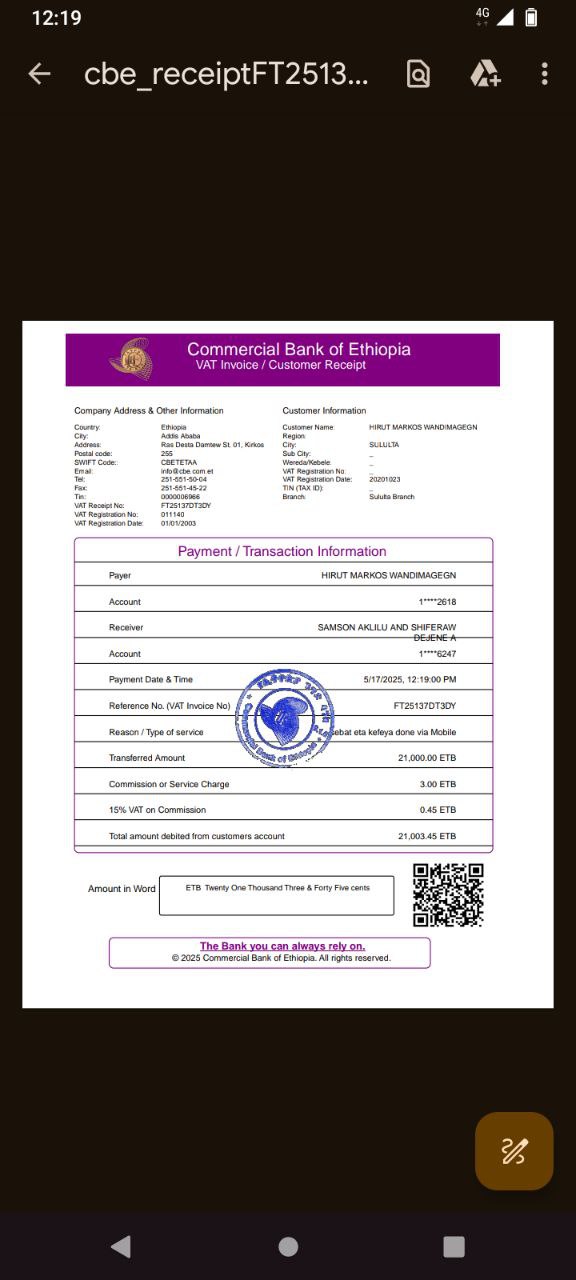 12:19
4G
cbe_receiptFT2513...
Commercial Bank of Ethiopia
VAT Invoice / Customer Receipt
Company Address & Other Information
Country: Ethiopia
City: Addis Ababa
Address: Ras Desta Damtew St. 01, Kirkos
Postal code: 255
SWIFT Code: CBETETAA
Email: info@cbe.com.et
Tel: 251-551-50-04
Fax: 251-551-45-22
Tin: 0000006966
VAT Receipt No: FT25137DT3DY
VAT Registration No: 011140
VAT Registration Date: 01/01/2003
Customer Information
Customer Name: HIRUT MARKOS WANDIMAGEGN
Region: _
City: SULULTA
Sub City: _
Wereda/Kebele: _
VAT Registration No: _
VAT Registration Date: 20201023
TIN (TAX ID): _
Branch: Sululta Branch
Payment / Transaction Information
Payer HIRUT MARKOS WANDIMAGEGN
Account 1****2618
Receiver SAMSON AKLILU AND SHIFERAW
DEJENE A
Account 1****6247
Payment Date & Time 5/17/2025, 12:19:00 PM
Reference No. (VAT Invoice No) FT25137DT3DY
Reason / Type of service eta kefeya done via Mobile
Transferred Amount 21,000.00 ETB
Commission or Service Charge 3.00 ETB
15% VAT on Commission 0.45 ETB
Total amount debited from customers account 21,003.45 ETB
Commercial Bank of Ethiopia
Amount in Word ETB Twenty One Thousand Three & Forty Five cents
The Bank you can always rely on.
© 2025 Commercial Bank of Ethiopia. All rights reserved.